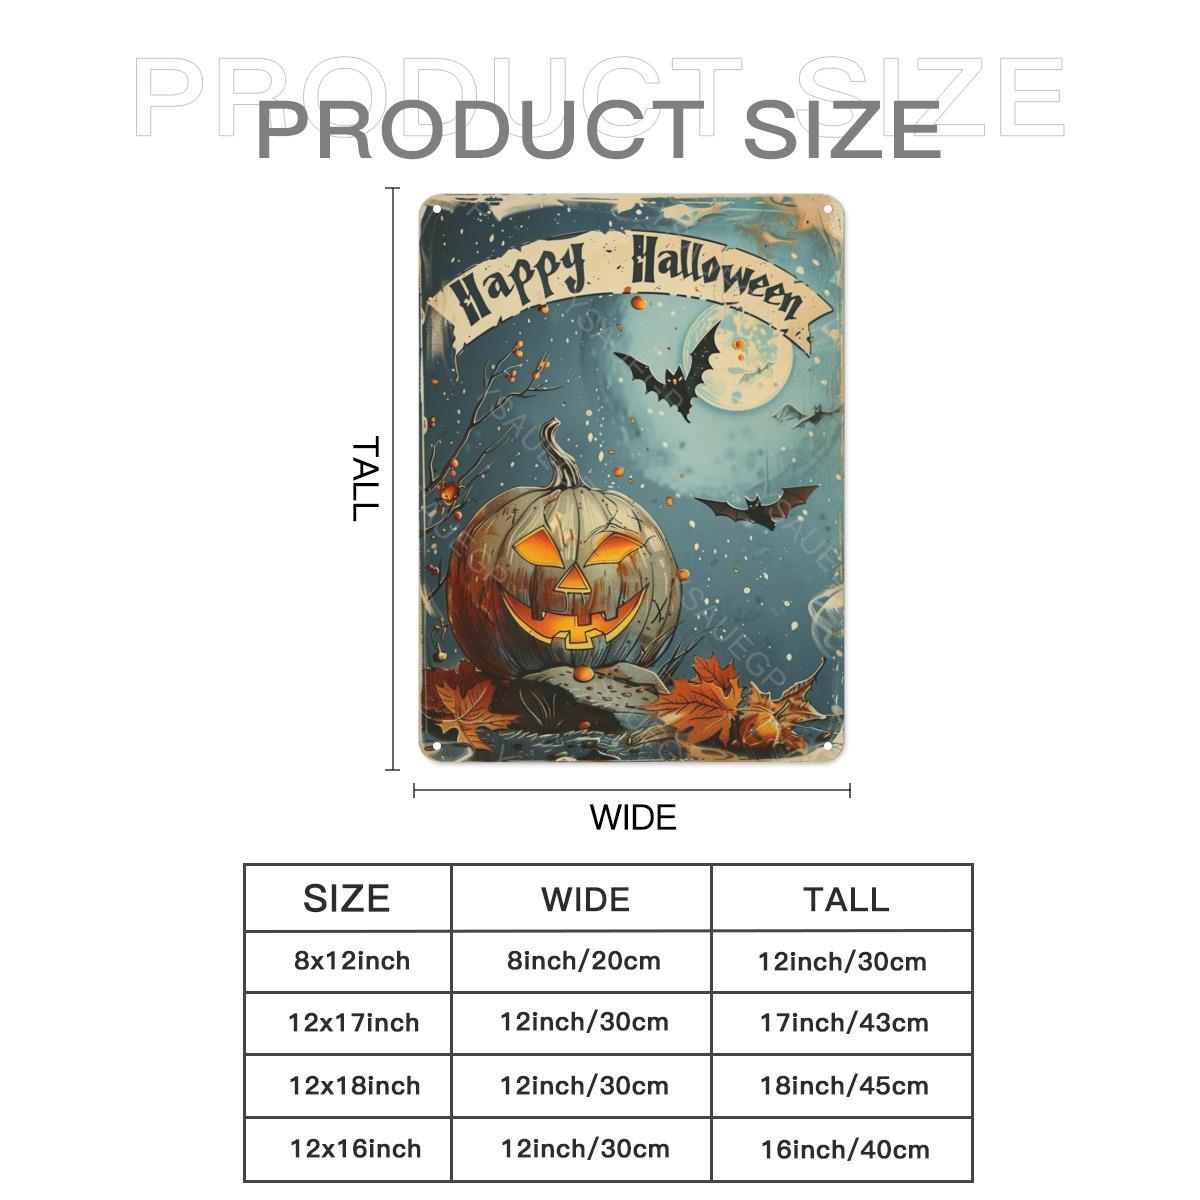 PRODUCT SIZE
PRODUCT SIZE
Happy Halloween
TALL
WIDE
SIZE WIDE TALL
8x12inch 8inch/20cm 12inch/30cm
12x17inch 12inch/30cm 17inch/43cm
12x18inch 12inch/30cm 18inch/45cm
12x16inch 12inch/30cm 16inch/40cm